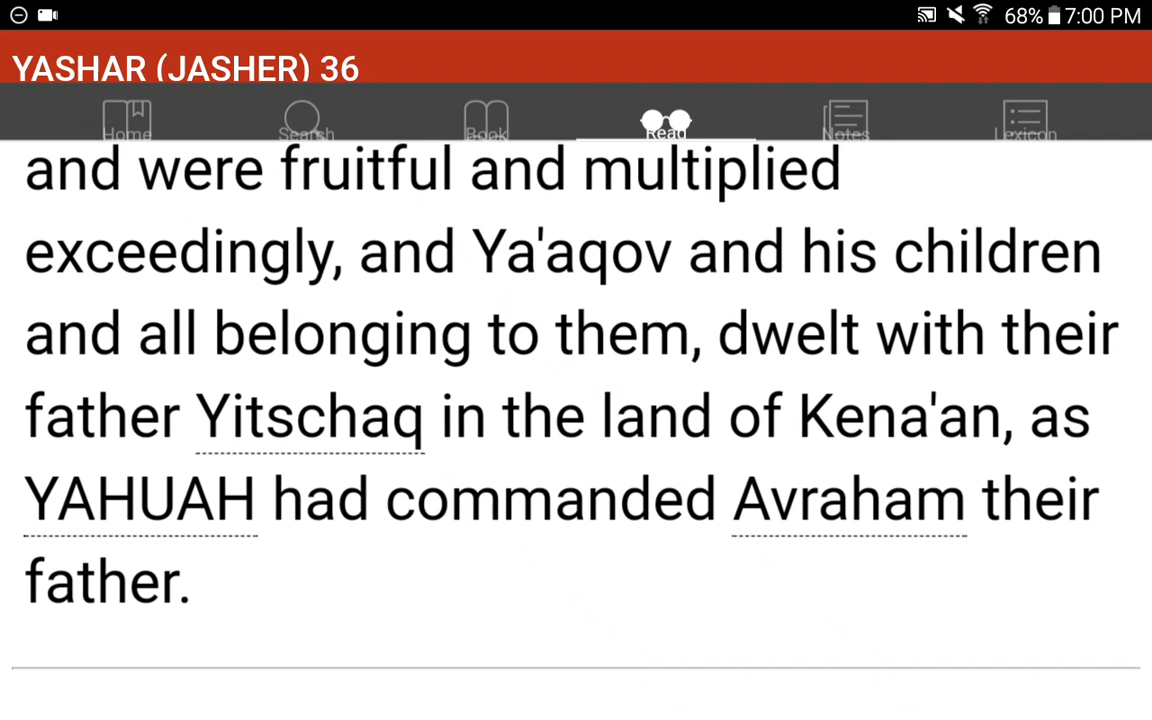 68% 7:00 PM
YASHAR (JASHER) 36
Home Search Book Read Notes Lexicon
and were fruitful and multiplied
exceedingly, and Ya'aqov and his children
and all belonging to them, dwelt with their
father Yitschaq in the land of Kena'an, as
YAHUAH had commanded Avraham their
father.